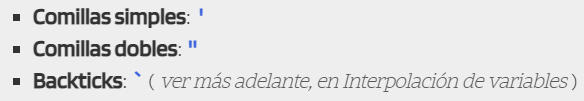 ▪ Comillas simples: '
▪ Comillas dobles: "
▪ Backticks: ` ( ver más adelante, en Interpolación de variables )